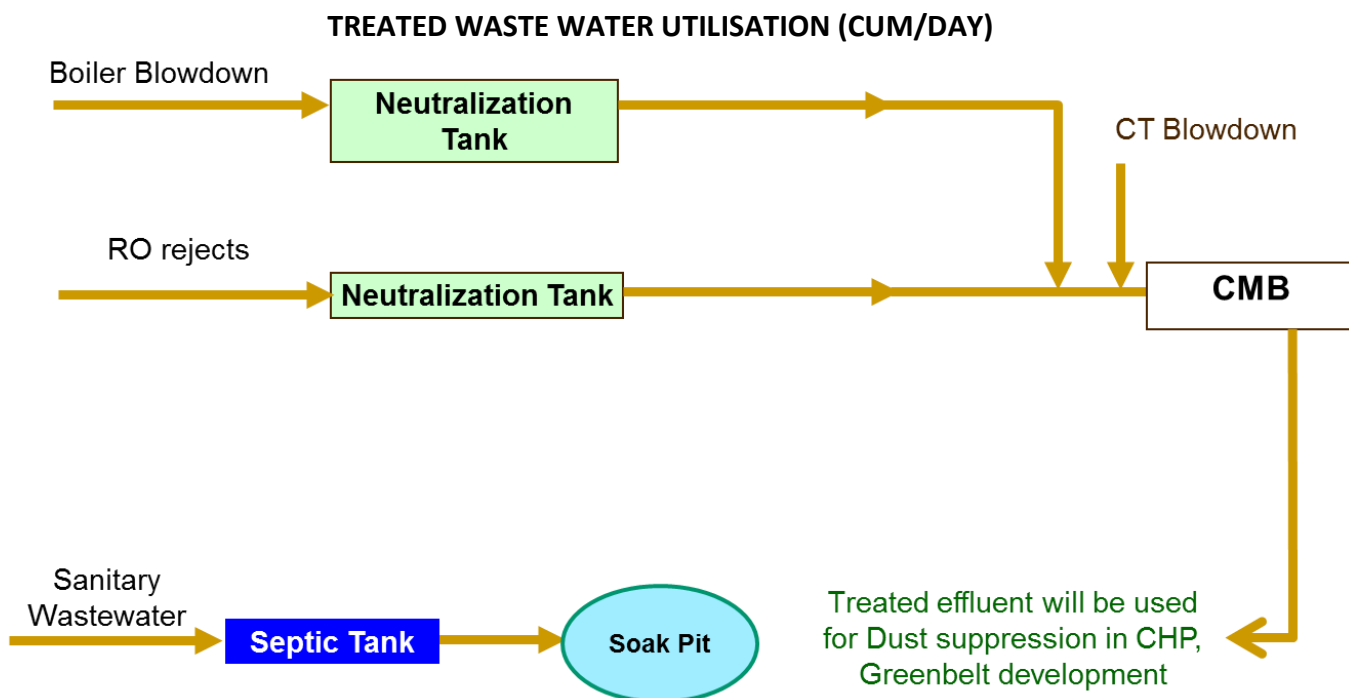 TREATED WASTE WATER UTILISATION (CUM/DAY)
Boiler Blowdown
Neutralization
Tank
CT Blowdown
RO rejects
Neutralization Tank
CMB
Sanitary
Wastewater
Septic Tank
Soak Pit
Treated effluent will be used
for Dust suppression in CHP,
Greenbelt development